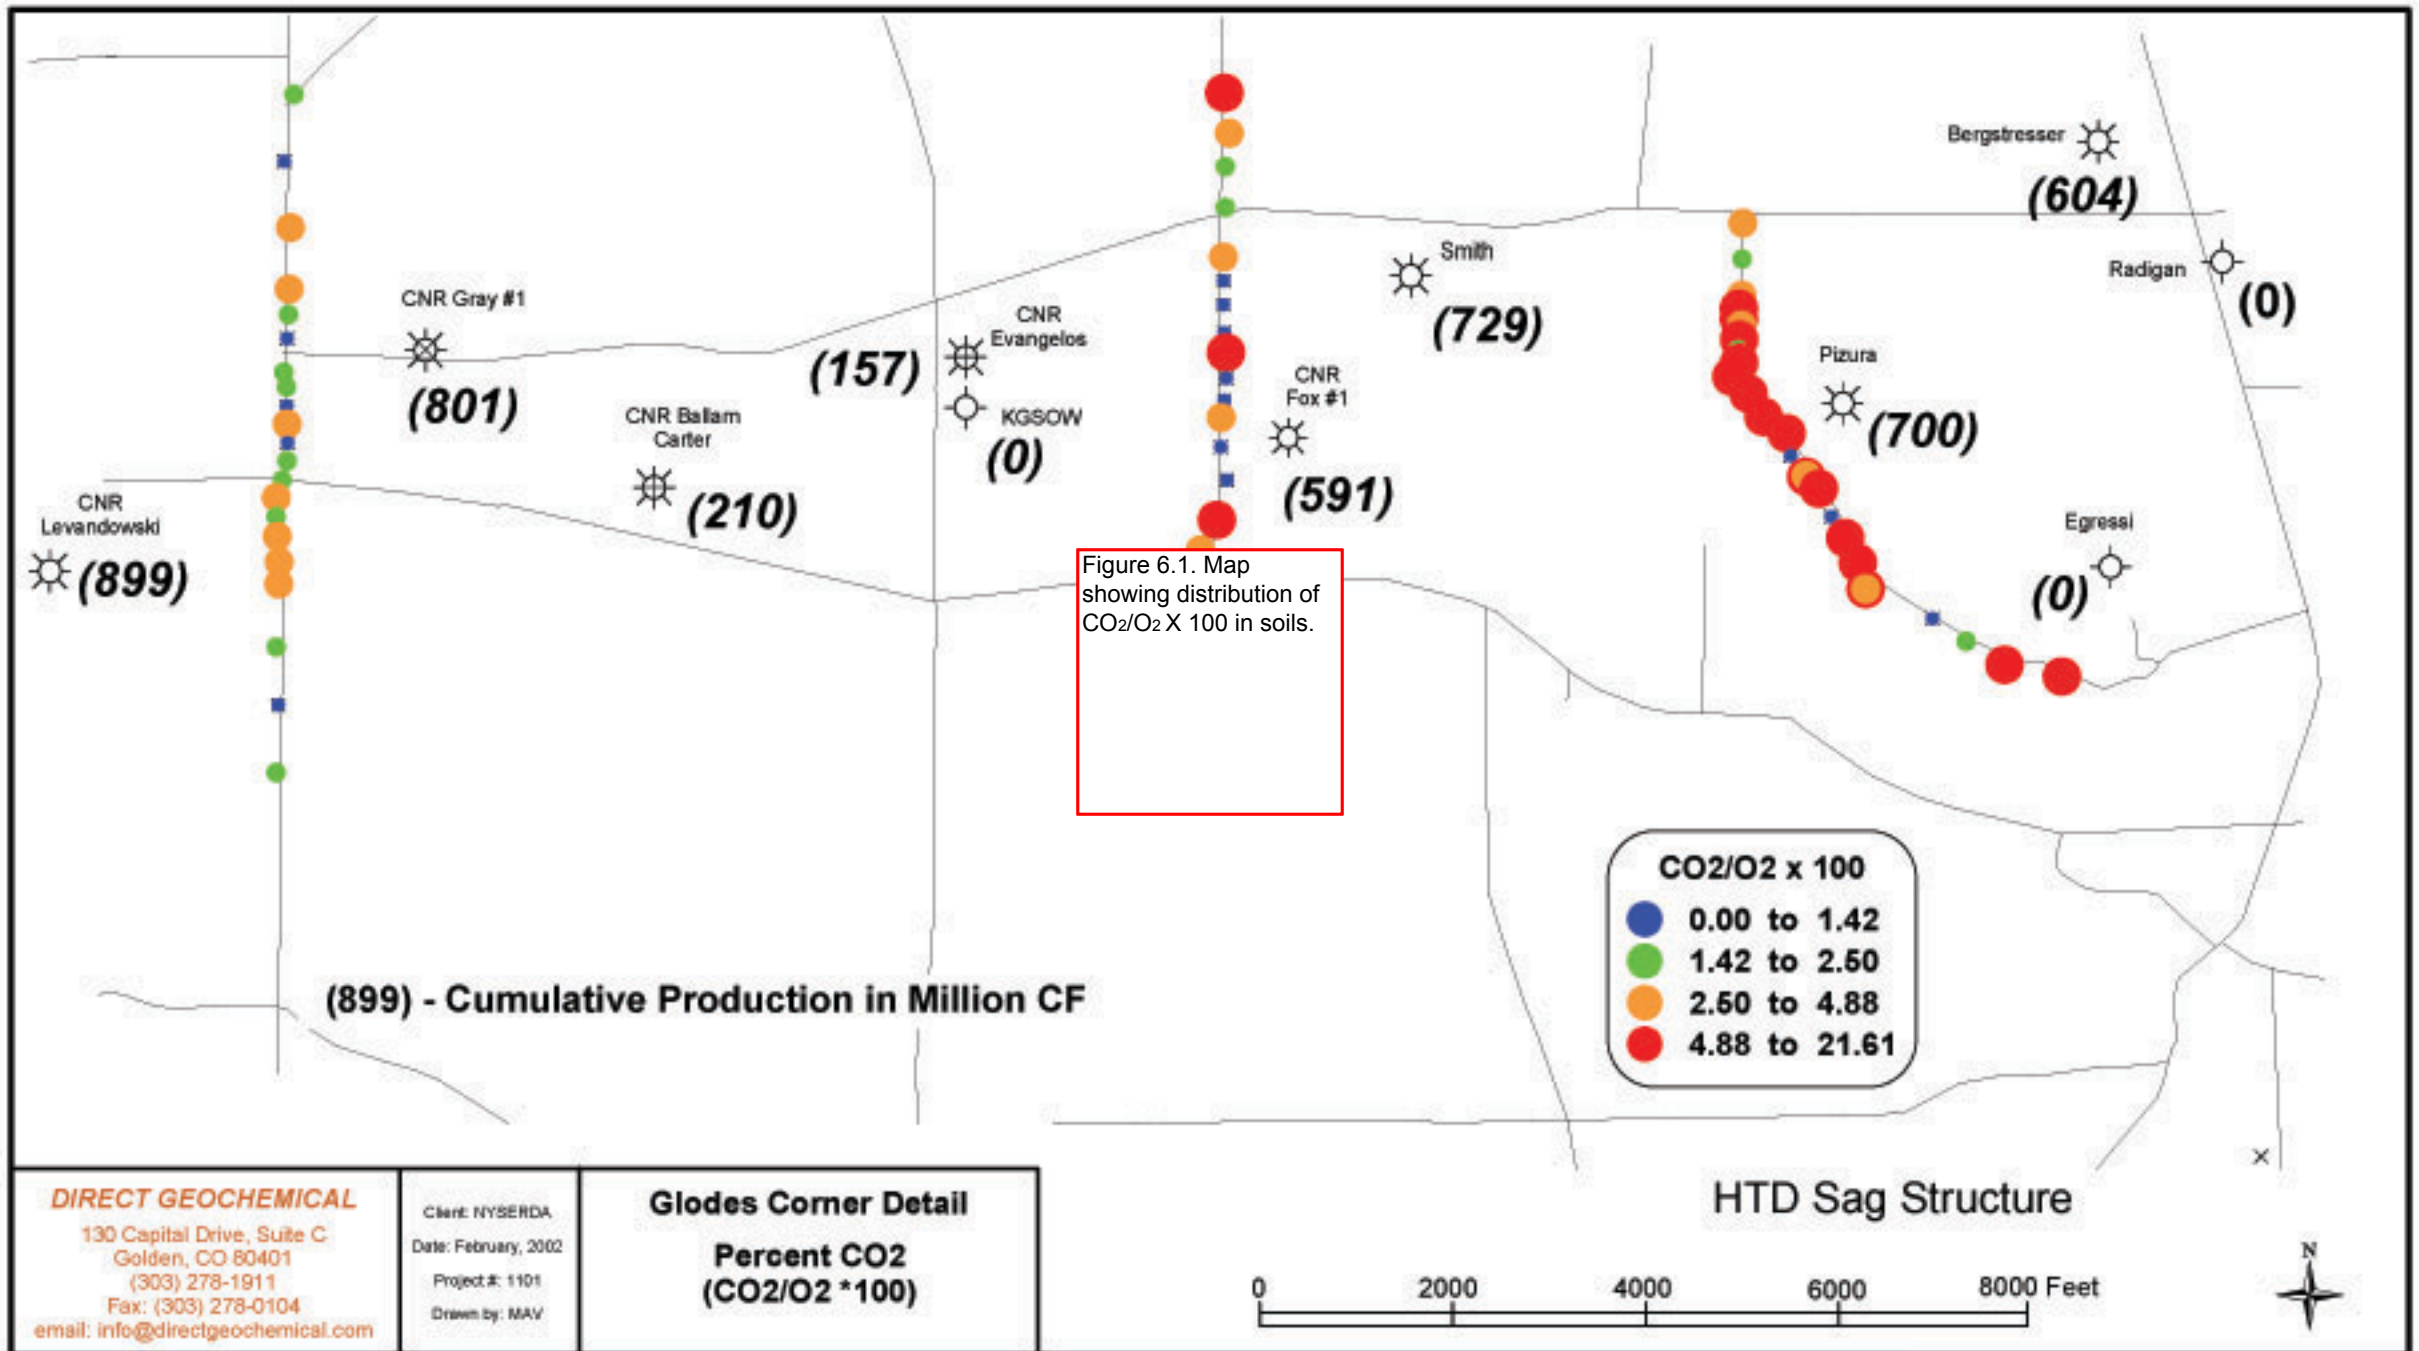 Bergstresser
(604)
Radigan
(0)
Smith
(729)
CNR Gray #1
(801)
CNR
Evangelos
(157)
KGSOW
(0)
CNR
Fox #1
(591)
Pizura
(700)
CNR Ballam
Carter
(210)
CNR
Levandowski
(899)
Egressi
(0)
Figure 6.1. Map
showing distribution of
CO2/O2 X 100 in soils.
CO2/O2 x 100
0.00 to 1.42
1.42 to 2.50
2.50 to 4.88
4.88 to 21.61
(899) - Cumulative Production in Million CF
HTD Sag Structure
DIRECT GEOCHEMICAL
130 Capital Drive, Suite C
Golden, CO 80401
(303) 278-1911
Fax: (303) 278-0104
email: info@directgeochemical.com
Client: NYSERDA
Date: February, 2002
Project #: 1101
Drawn by: MAV
Glodes Corner Detail
Percent CO2
(CO2/O2 *100)
0 2000 4000 6000 8000 Feet
N